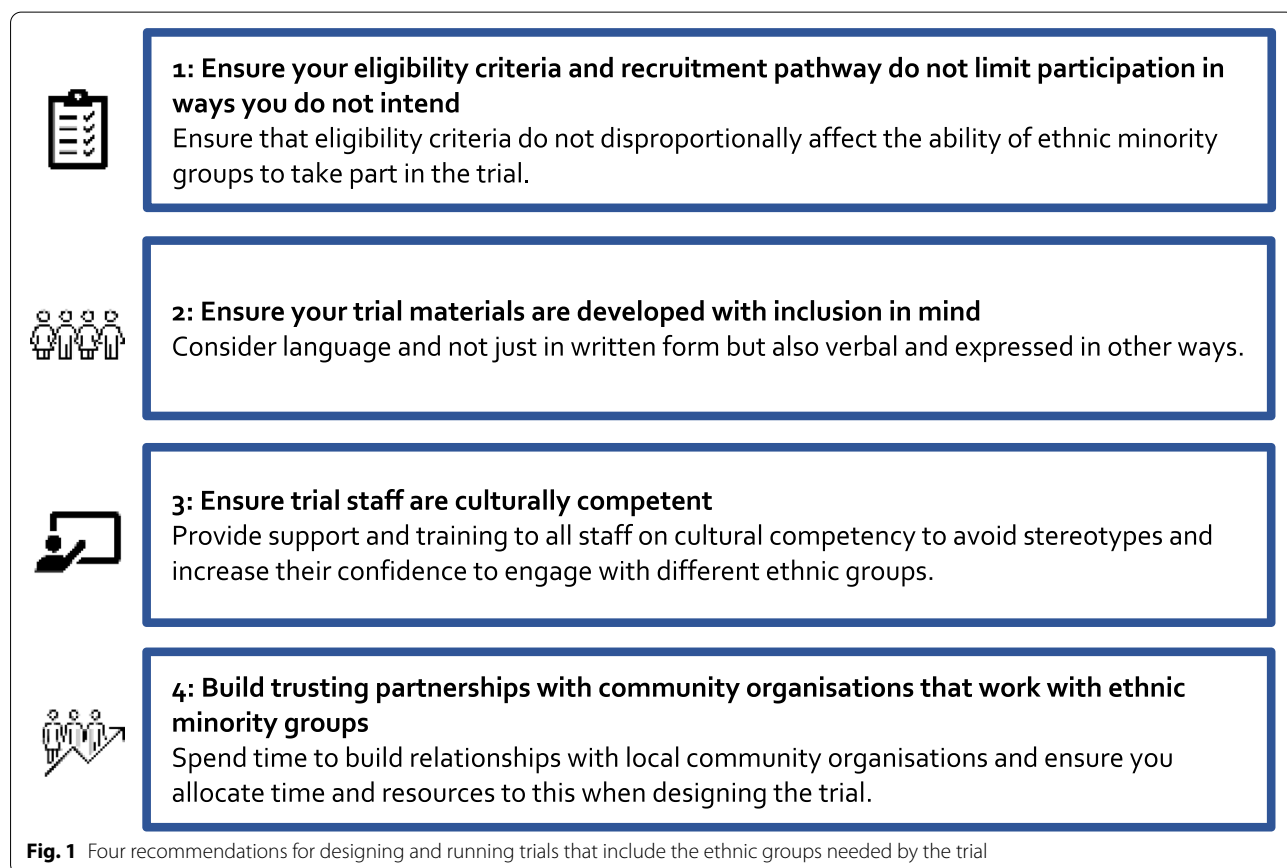 1: Ensure your eligibility criteria and recruitment pathway do not limit participation in
ways you do not intend
Ensure that eligibility criteria do not disproportionally affect the ability of ethnic minority
groups to take part in the trial.
2: Ensure your trial materials are developed with inclusion in mind
Consider language and not just in written form but also verbal and expressed in other ways.
3: Ensure trial staff are culturally competent
Provide support and training to all staff on cultural competency to avoid stereotypes and
increase their confidence to engage with different ethnic groups.
4: Build trusting partnerships with community organisations that work with ethnic
minority groups
Spend time to build relationships with local community organisations and ensure you
allocate time and resources to this when designing the trial.
Fig. 1 Four recommendations for designing and running trials that include the ethnic groups needed by the trial